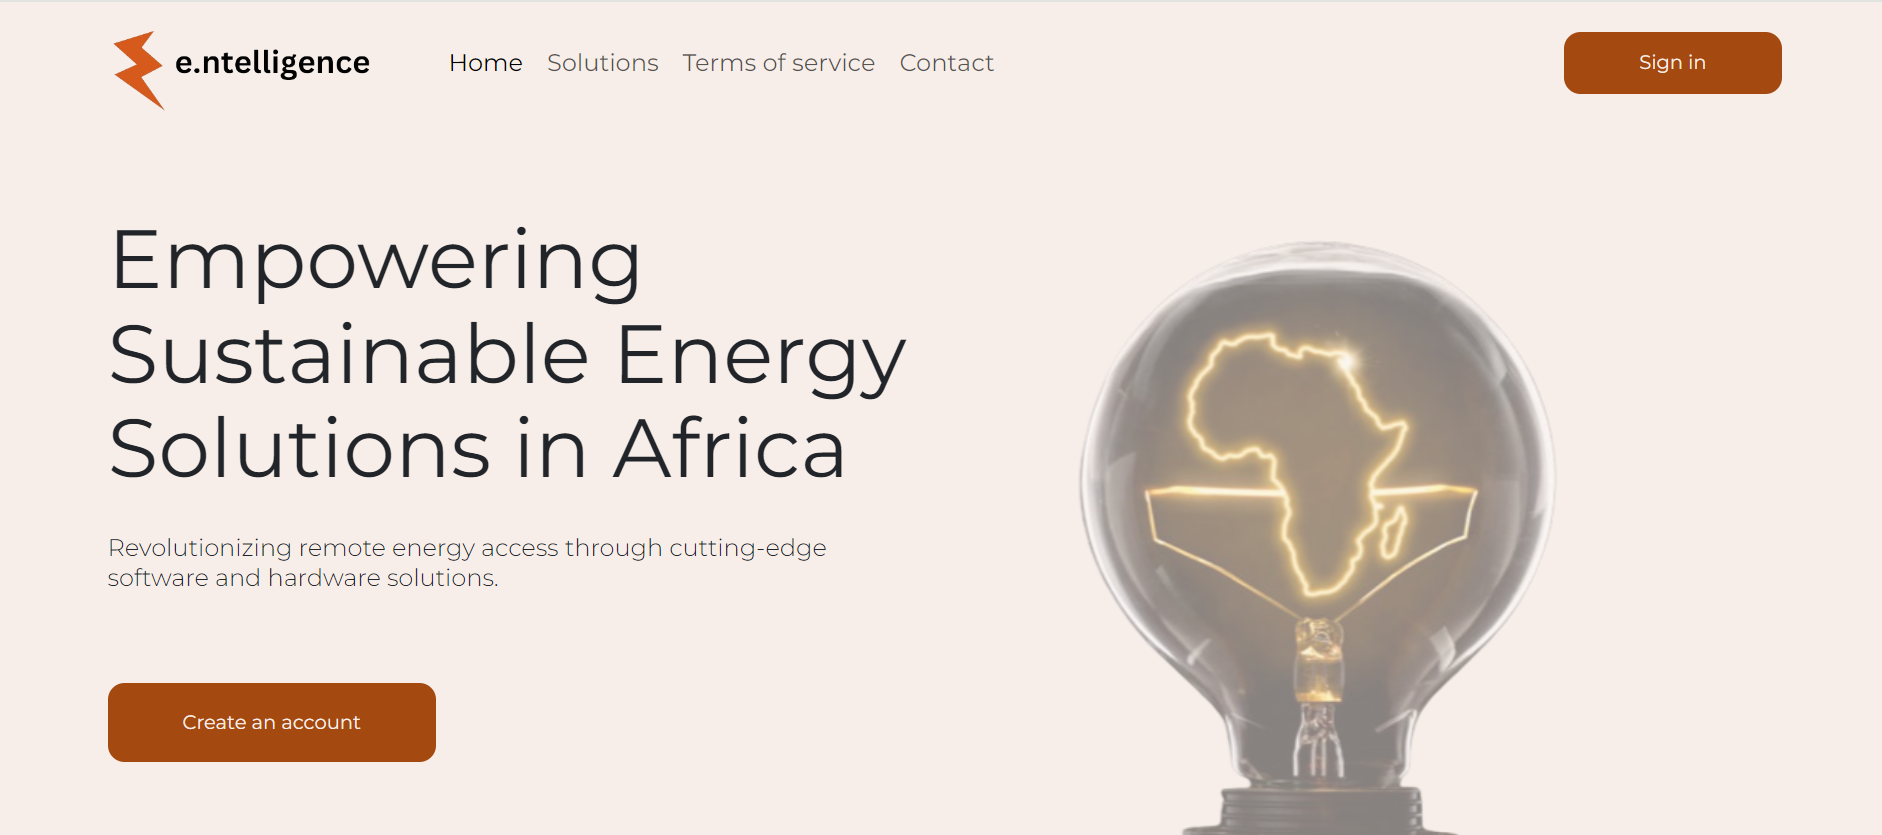 e.ntelligence
Home Solutions Terms of service Contact
Sign in
Empowering
Sustainable Energy
Solutions in Africa
Revolutionizing remote energy access through cutting-edge
software and hardware solutions.
Create an account